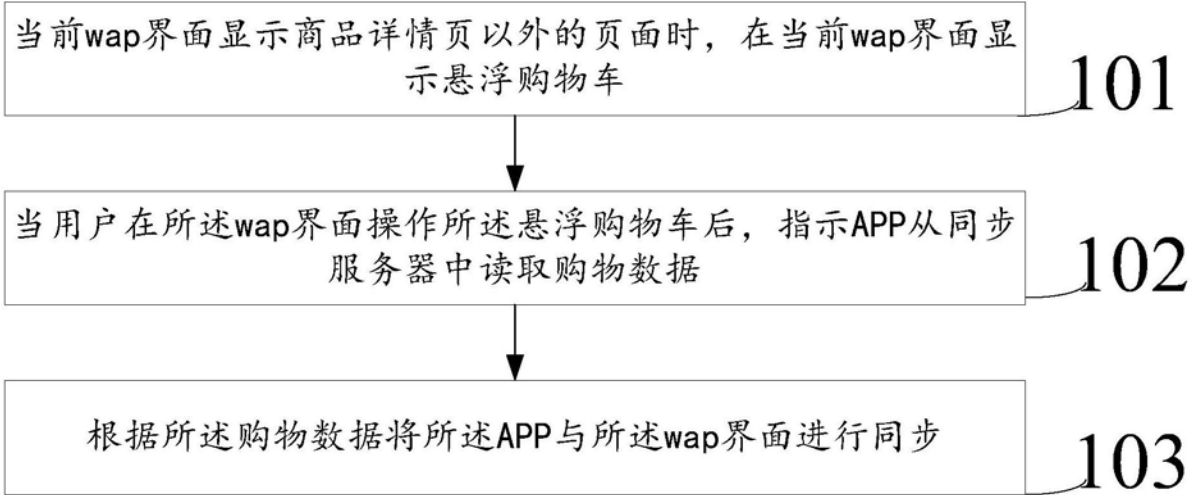 当前wap界面显示商品详情页以外的页面时，在当前wap界面显
示悬浮购物车
101
当用户在所述wap界面操作所述悬浮购物车后，指示APP从同步
服务器中读取购物数据
102
根据所述购物数据将所述APP与所述wap界面进行同步
103